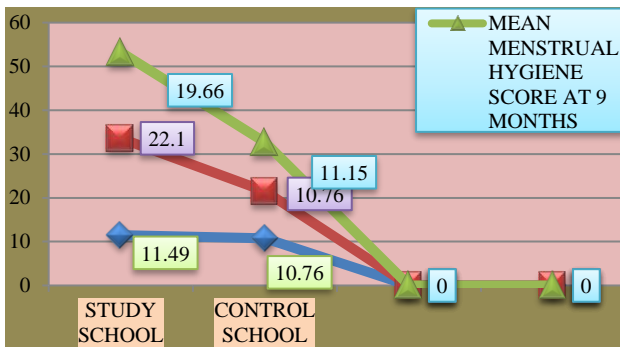 60
50
40
30
20
10
0
19.66
22.1
11.49
11.15
10.76
10.76
0
0
STUDY
SCHOOL
CONTROL
SCHOOL
MEAN
MENSTRUAL
HYGIENE
SCORE AT 9
MONTHS